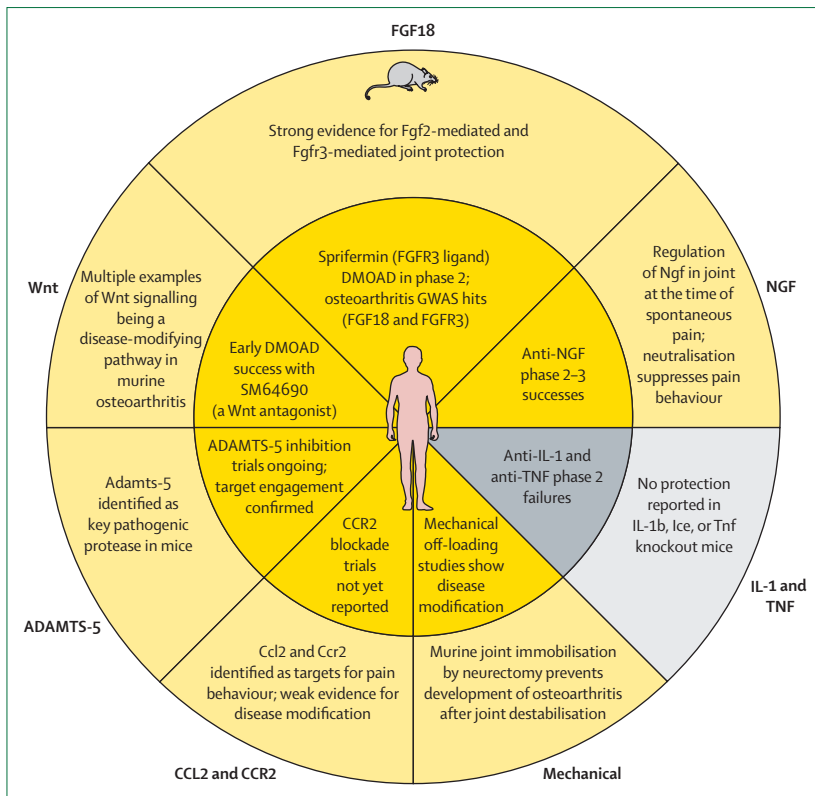 FGF18
Strong evidence for Fgf2-mediated and
Fgfr3-mediated joint protection
Sprifermin (FGFR3 ligand)
DMOAD in phase 2;
osteoarthritis GWAS hits
(FGF18 and FGFR3)
NGF
Regulation
of Ngf in joint
at the time of
spontaneous
pain;
neutralisation
suppresses pain
behaviour
Anti-NGF
phase 2–3
successes
IL-1 and
TNF
No protection
reported in
IL-1b, Ice, or Tnf
knockout mice
Anti-IL-1 and
anti-TNF phase 2
failures
Mechanical
Murine joint immobilisation
by neurectomy prevents
development of osteoarthritis
after joint destabilisation
Mechanical
off-loading
studies show
disease
modification
CCL2 and CCR2
Ccl2 and Ccr2
identified as targets for pain
behaviour; weak evidence for
disease modification
CCR2
blockade
trials
not yet
reported
ADAMTS-5
Adamts-5
identified as
key pathogenic
protease in mice
ADAMTS-5 inhibition
trials ongoing;
target engagement
confirmed
Wnt
Multiple examples
of Wnt signalling
being a
disease-modifying
pathway in
murine
osteoarthritis
Early DMOAD
success with
SM64690
(a Wnt antagonist)